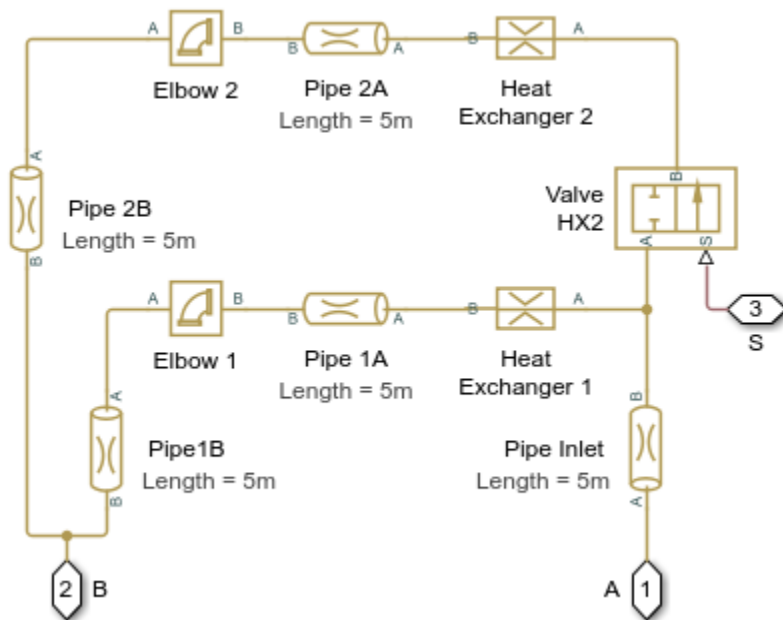 A
B
B
A
B
A
Elbow 2
Pipe 2A
Heat
Length = 5m
Exchanger 2
A
B
Valve
HX2
Pipe 2B
Length = 5m
B
A
S
A
B
B
A
B
A
3
S
Elbow 1
Pipe 1A
Heat
Length = 5m
Exchanger 1
A
B
Pipe1B
Length = 5m
Pipe Inlet
Length = 5m
B
A
2
B
A
1